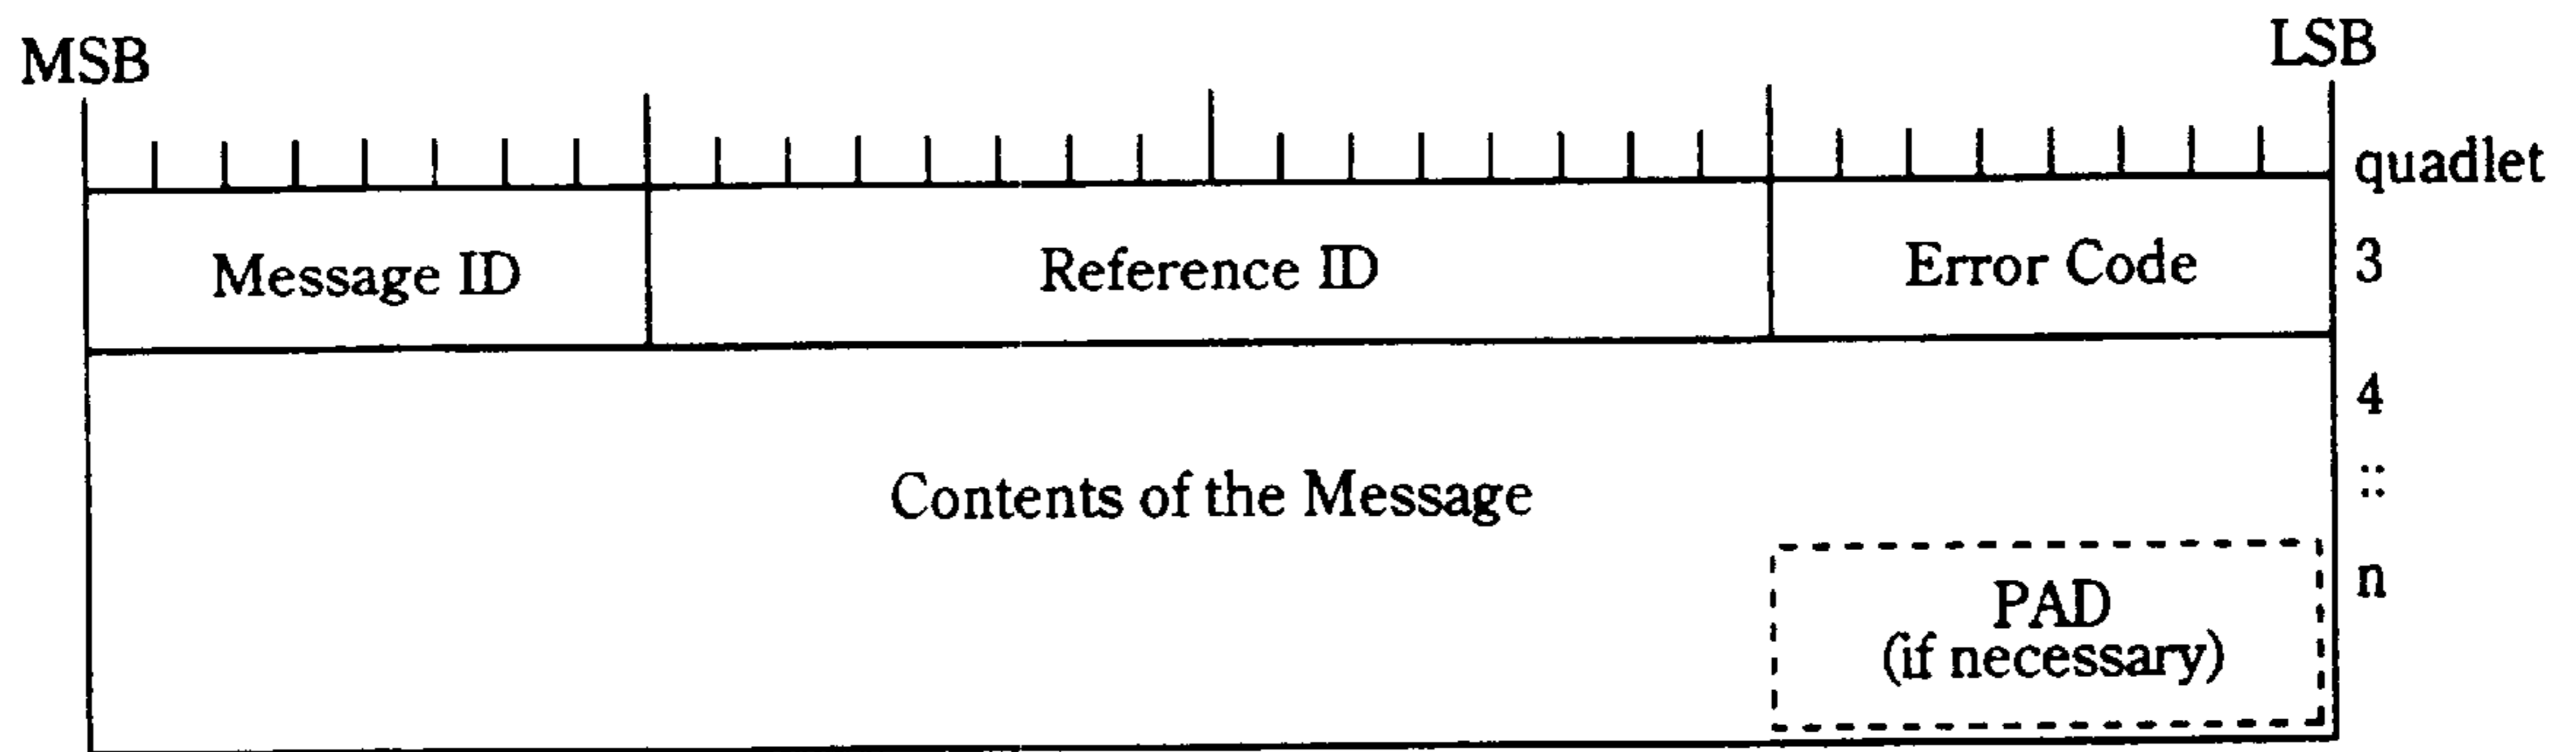 MSB LSB
quadlet
Message ID Reference ID Error Code 3
4
Contents of the Message ::
n
PAD
(if necessary)